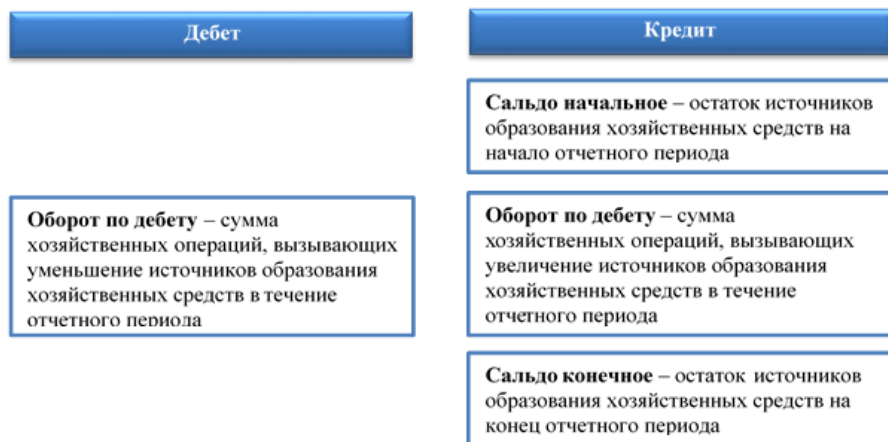 Дебет
Кредит
Сальдо начальное – остаток источников
образования хозяйственных средств на
начало отчетного периода
Оборот по дебету – сумма
хозяйственных операций, вызывающих
уменьшение источников образования
хозяйственных средств в течение
отчетного периода
Оборот по дебету – сумма
хозяйственных операций, вызывающих
увеличение источников образования
хозяйственных средств в течение
отчетного периода
Сальдо конечное – остаток источников
образования хозяйственных средств на
конец отчетного периода